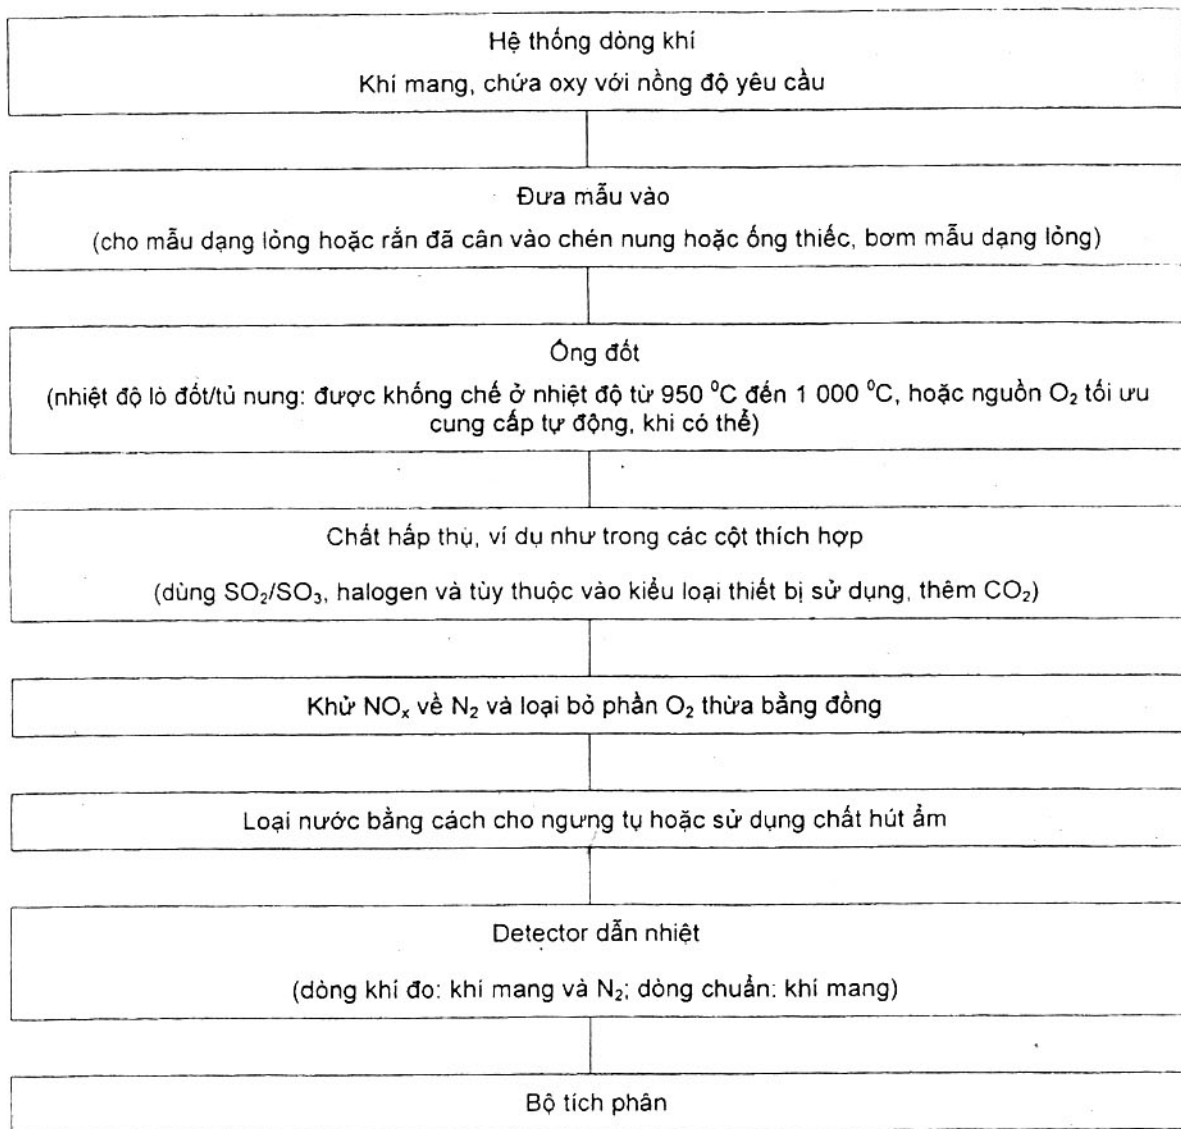 Hệ thống dòng khí
Khí mang, chứa oxy với nồng độ yêu cầu
Đưa mẫu vào
(cho mẫu dạng lỏng hoặc rắn đã cân vào chén nung hoặc ống thiếc, bơm mẫu dạng lỏng)
Ống đốt
(nhiệt độ lò đốt/tủ nung: được khống chế ở nhiệt độ từ 950 ⁰C đến 1 000 ⁰C, hoặc nguồn O₂ tối ưu
cung cấp tự động, khi có thể)
Chất hấp thụ, ví dụ như trong các cột thích hợp
(dùng SO₂/SO₃, halogen và tùy thuộc vào kiểu loại thiết bị sử dụng, thêm CO₂)
Khử NOₓ về N₂ và loại bỏ phần O₂ thừa bằng đồng
Loại nước bằng cách cho ngưng tụ hoặc sử dụng chất hút ẩm
Detector dẫn nhiệt
(dòng khí đo: khí mang và N₂; dòng chuẩn: khí mang)
Bộ tích phân